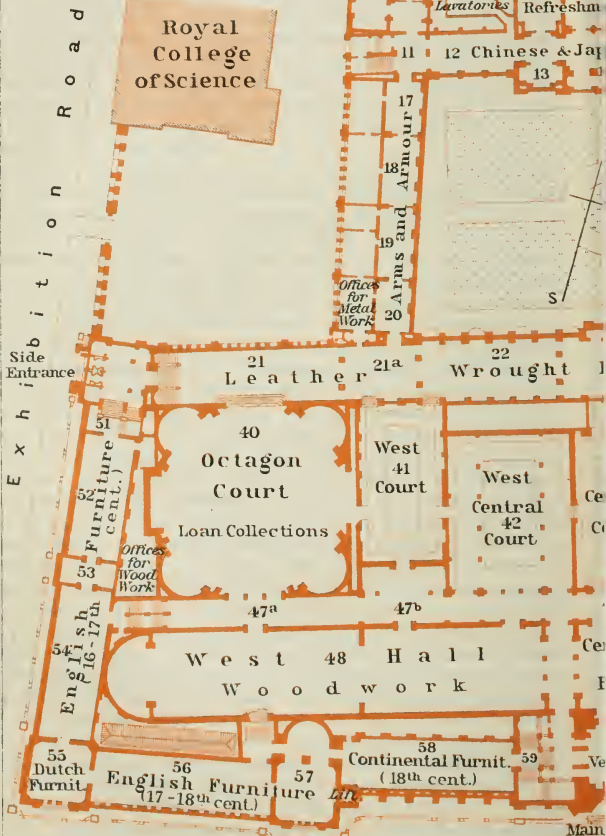 Lavatories
Refreshm
Royal
College
of Science
Exhibition Road
11
12 Chinese & Jap
13
17
18
19
20
Arms and Armour
Offices
for
Metal
Work
S
Side
Entrance
21
Leather
21a
22
Wrought
51
52
53
54
English Furniture
(16-17th cent.)
Offices
for
Wood
Work
40
Octagon
Court
Loan Collections
West
41
Court
West
Central
42
Court
Ce
47a
47b
West 48 Hall
Woodwork
Cen
55
Dutch
Furnit.
56
English Furniture
(17-18th cent.)
57
Lift
58
Continental Furnit.
(18th cent.)
59
Ve
Main